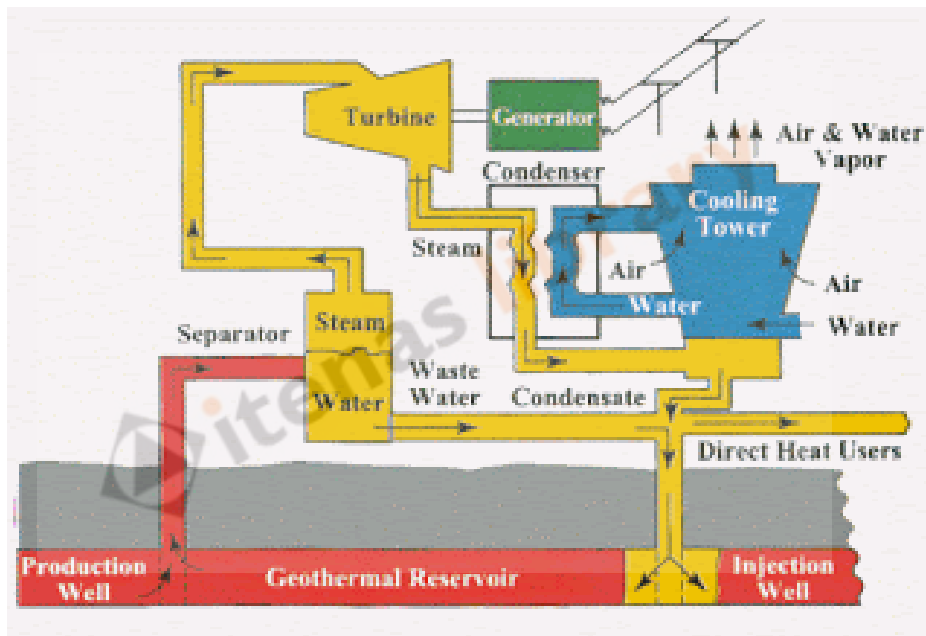 Turbine
Generator
Air & Water
Vapor
Condenser
Cooling
Tower
Steam
Air
Air
Water
Water
Steam
Separator
Waste
Water
Water
Condensate
Direct Heat Users
Production
Well
Geothermal Reservoir
Injection
Well
itenas library